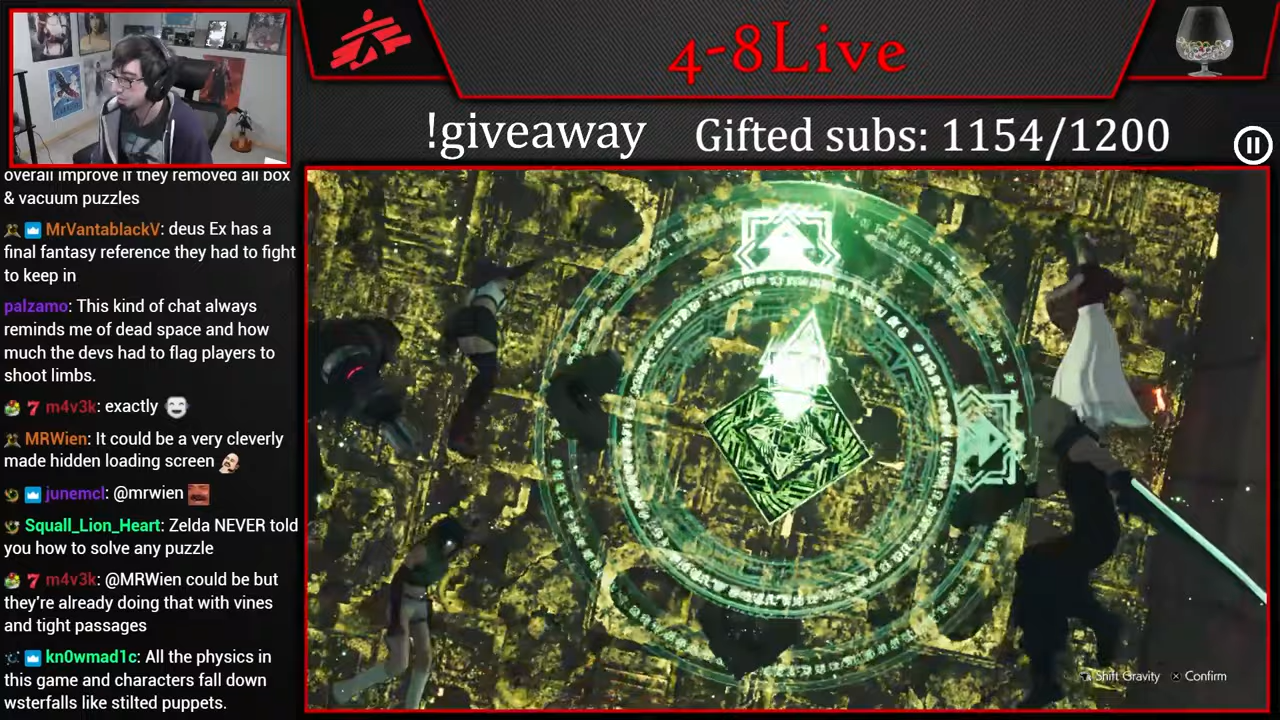 4-8Live
!giveaway Gifted subs: 1154/1200
overall improve if they removed all box
& vacuum puzzles
MrVantablackV: deus Ex has a
final fantasy reference they had to fight
to keep in
palzamo: This kind of chat always
reminds me of dead space and how
much the devs had to flag players to
shoot limbs.
m4v3k: exactly
MRWien: It could be a very cleverly
made hidden loading screen
junemcl: @mrwien
Squall_Lion_Heart: Zelda NEVER told
you how to solve any puzzle
m4v3k: @MRWien could be but
they're already doing that with vines
and tight passages
kn0wmad1c: All the physics in
this game and characters fall down
wsterfalls like stilted puppets.
Shift Gravity Confirm